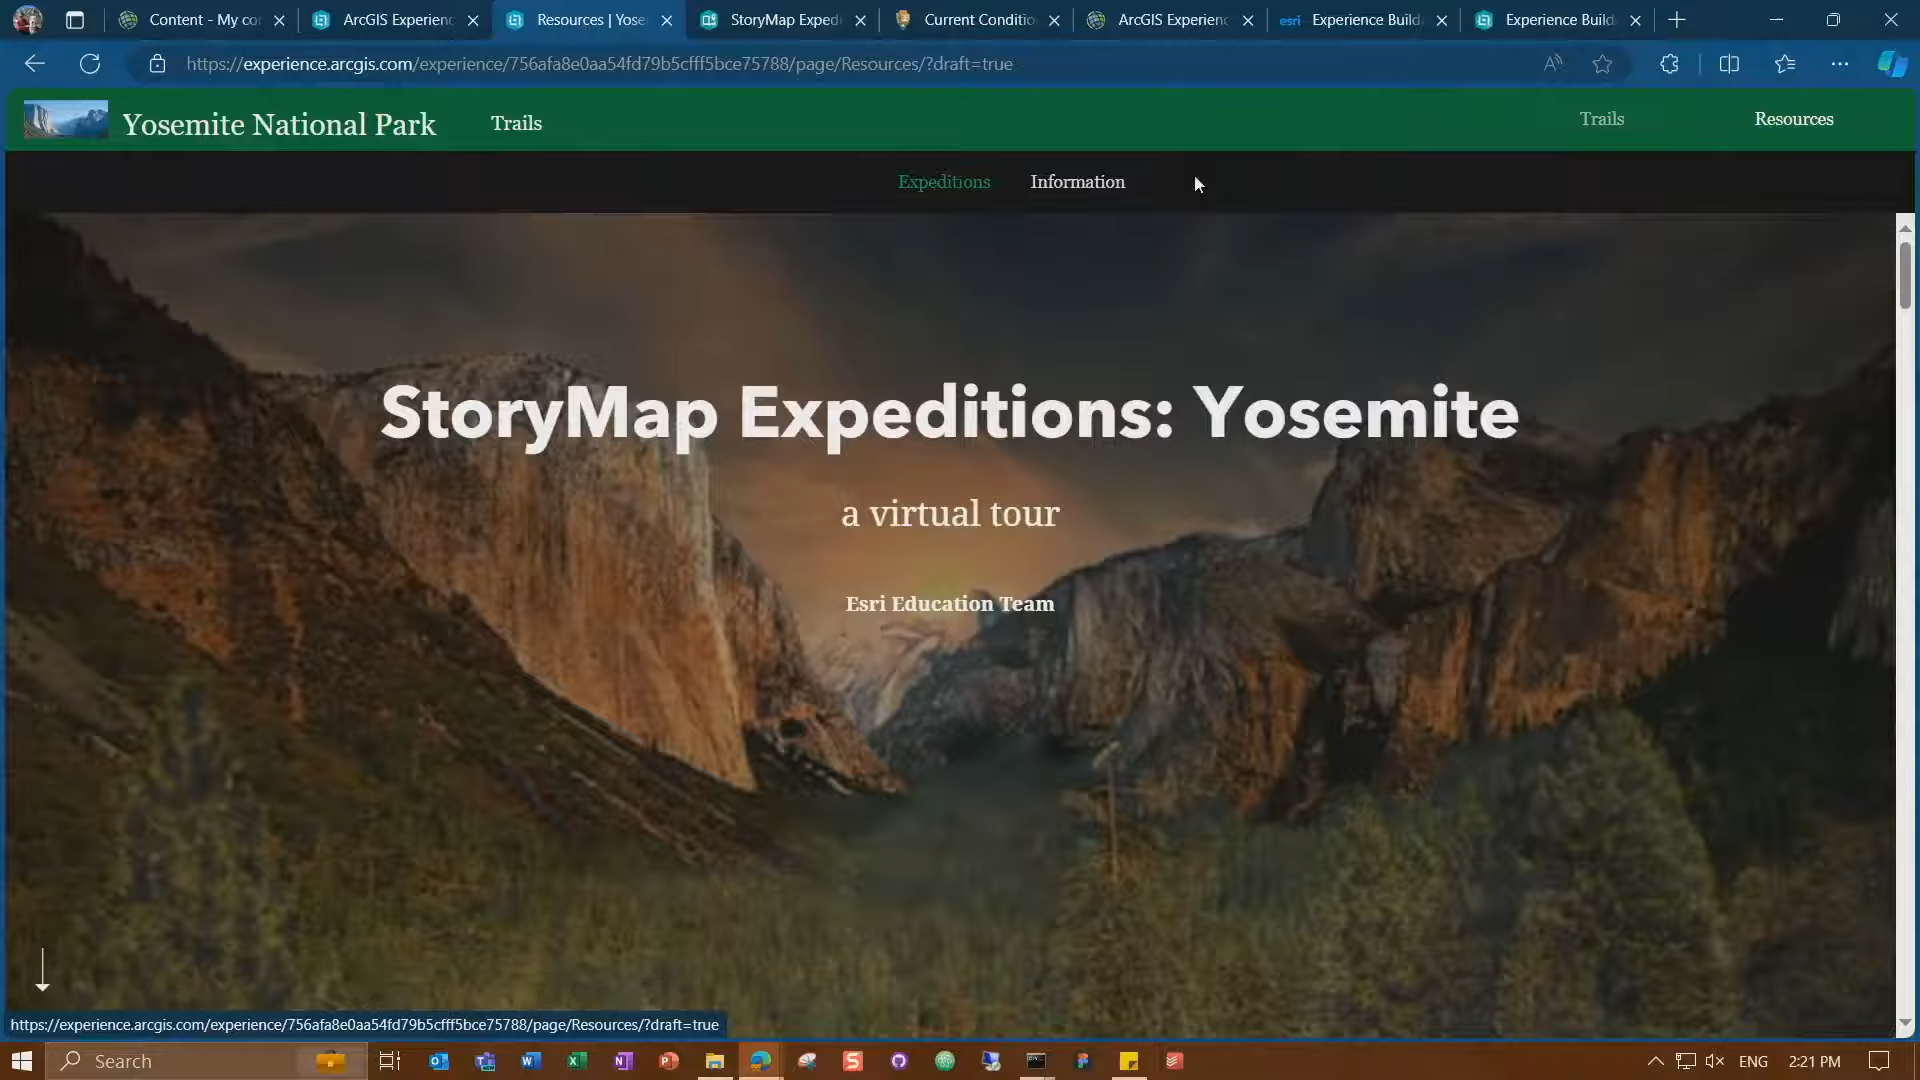 Content - My co
ArcGIS Experienc
Resources | Yose
StoryMap Expedi
Current Conditio
ArcGIS Experienc
esri Experience Build
Experience Build
https://experience.arcgis.com/experience/756afa8e0aa54fd79b5cfff5bce75788/page/Resources/?draft=true
Yosemite National Park Trails Trails Resources
Expeditions Information
StoryMap Expeditions: Yosemite
a virtual tour
Esri Education Team
https://experience.arcgis.com/experience/756afa8e0aa54fd79b5cfff5bce75788/page/Resources/?draft=true
Search
ENG 2:21 PM